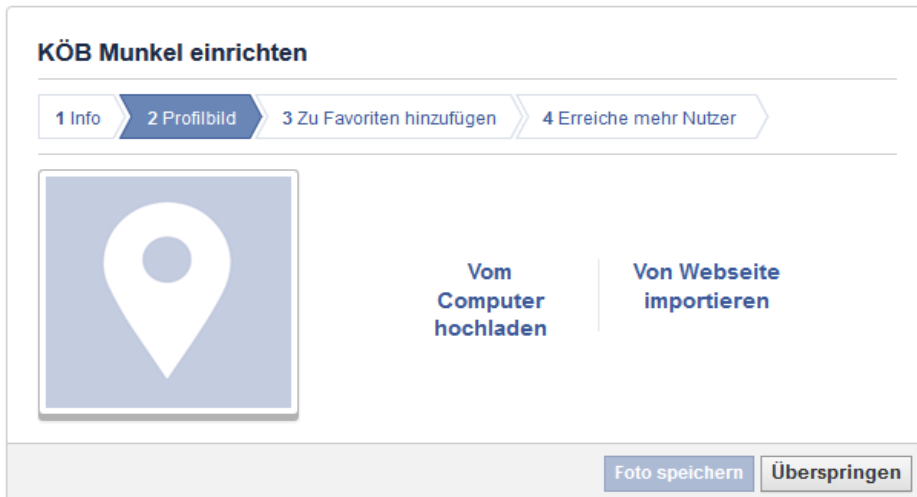 KÖB Munkel einrichten
1 Info 2 Profilbild 3 Zu Favoriten hinzufügen 4 Erreiche mehr Nutzer
Vom
Computer
hochladen
Von Webseite
importieren
Foto speichern Überspringen